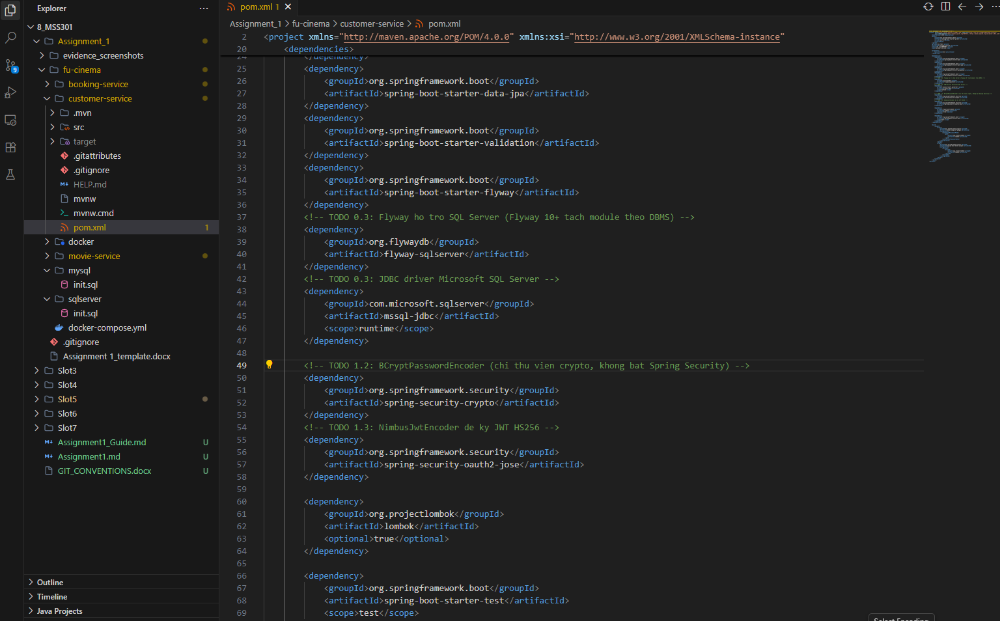 Explorer
8_MSS301
Assignment_1
evidence_screenshots
fu-cinema
booking-service
customer-service
.mvn
src
target
.gitattributes
.gitignore
HELP.md
mvnw
mvnw.cmd
pom.xml 1
docker
movie-service
mysql
init.sql
sqlserver
init.sql
docker-compose.yml
.gitignore
Assignment 1_template.docx
Slot3
Slot4
Slot5
Slot6
Slot7
Assignment1_Guide.md U
Assignment1.md U
GIT_CONVENTIONS.docx U
Outline
Timeline
Java Projects
9
pom.xml 1
Assignment_1 > fu-cinema > customer-service > pom.xml
2 <project xmlns="http://maven.apache.org/POM/4.0.0" xmlns:xsi="http://www.w3.org/2001/XMLSchema-instance"
20 <dependencies>
24 </dependency>
25 <dependency>
26 <groupId>org.springframework.boot</groupId>
27 <artifactId>spring-boot-starter-data-jpa</artifactId>
28 </dependency>
29 <dependency>
30 <groupId>org.springframework.boot</groupId>
31 <artifactId>spring-boot-starter-validation</artifactId>
32 </dependency>
33 <dependency>
34 <groupId>org.springframework.boot</groupId>
35 <artifactId>spring-boot-starter-flyway</artifactId>
36 </dependency>
37 <!-- TODO 0.3: Flyway ho tro SQL Server (Flyway 10+ tach module theo DBMS) -->
38 <dependency>
39 <groupId>org.flywaydb</groupId>
40 <artifactId>flyway-sqlserver</artifactId>
41 </dependency>
42 <!-- TODO 0.3: JDBC driver Microsoft SQL Server -->
43 <dependency>
44 <groupId>com.microsoft.sqlserver</groupId>
45 <artifactId>mssql-jdbc</artifactId>
46 <scope>runtime</scope>
47 </dependency>
48
49 <!-- TODO 1.2: BCryptPasswordEncoder (chi thu vien crypto, khong bat Spring Security) -->
50 <dependency>
51 <groupId>org.springframework.security</groupId>
52 <artifactId>spring-security-crypto</artifactId>
53 </dependency>
54 <!-- TODO 1.3: NimbusJwtEncoder de ky JWT HS256 -->
55 <dependency>
56 <groupId>org.springframework.security</groupId>
57 <artifactId>spring-security-oauth2-jose</artifactId>
58 </dependency>
59
60 <dependency>
61 <groupId>org.projectlombok</groupId>
62 <artifactId>lombok</artifactId>
63 <optional>true</optional>
64 </dependency>
65
66 <dependency>
67 <groupId>org.springframework.boot</groupId>
68 <artifactId>spring-boot-starter-test</artifactId>
69 <scope>test</scope>
Select Encoding